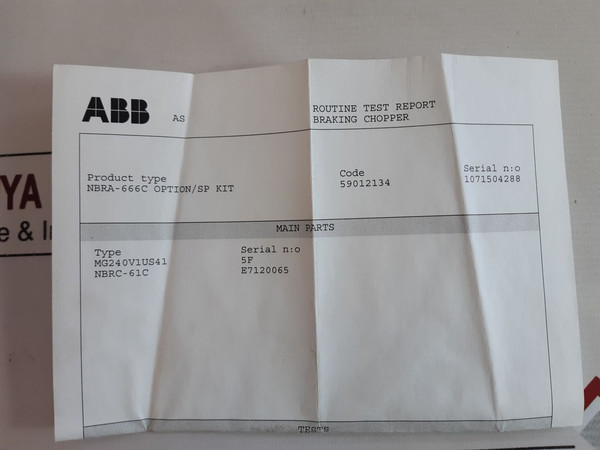 ABB AS
ROUTINE TEST REPORT
BRAKING CHOPPER
Product type Code Serial n:o
NBRA-666C OPTION/SP KIT 59012134 1071504288
MAIN PARTS
Type Serial n:o
MG240V1US41 5F
NBRC-61C E7120065
TESTS
YA
e & I